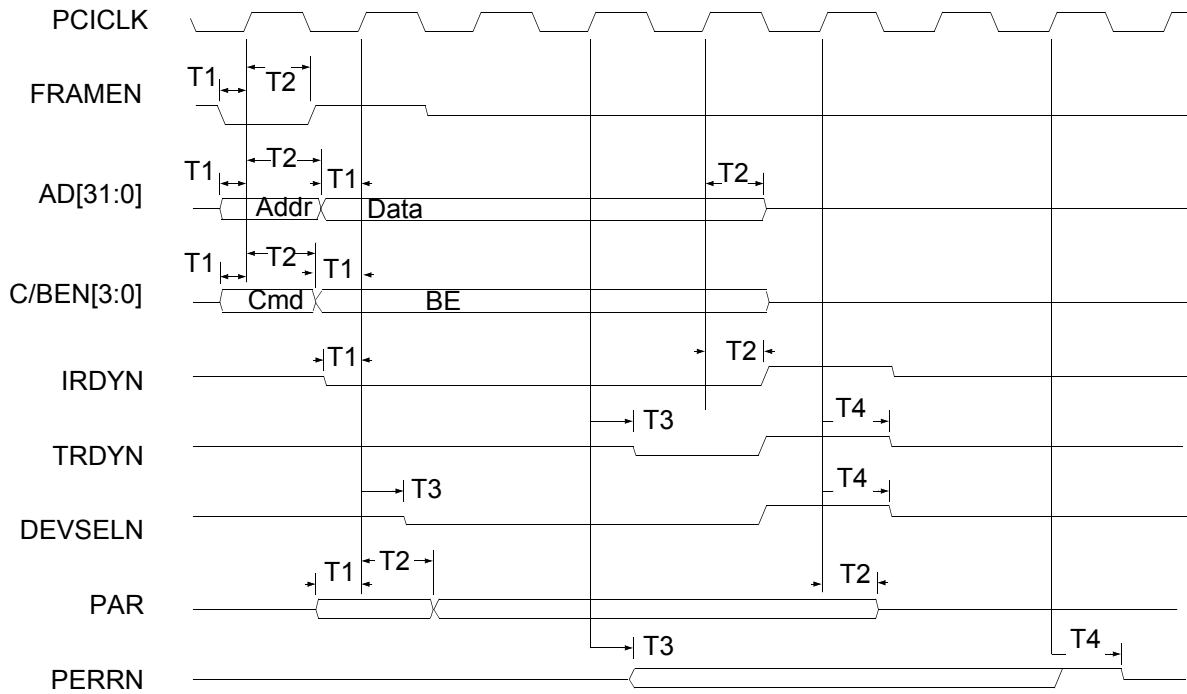 PCICLK
T1
T2
FRAMEN
T1
T2
T1
T2
AD[31:0]
Addr
Data
T1
T2
T1
C/BEN[3:0]
Cmd
BE
T1
T2
IRDYN
T3
T4
TRDYN
T3
T4
DEVSELN
T1
T2
T2
PAR
T3
T4
PERRN